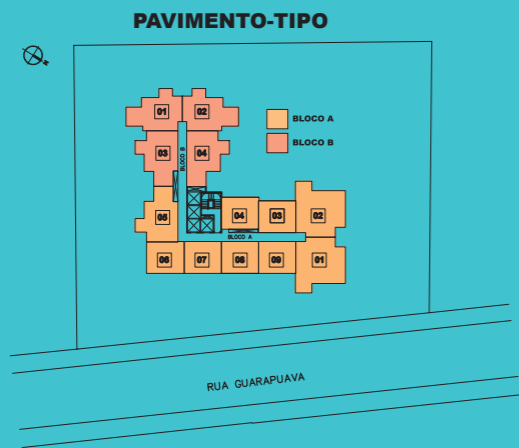 PAVIMENTO-TIPO
N
01 02
BLOCO A
BLOCO B
03 04
BLOCO B
05
04 03 02
BLOCO A
06 07 08 09 01
RUA GUARAPUAVA